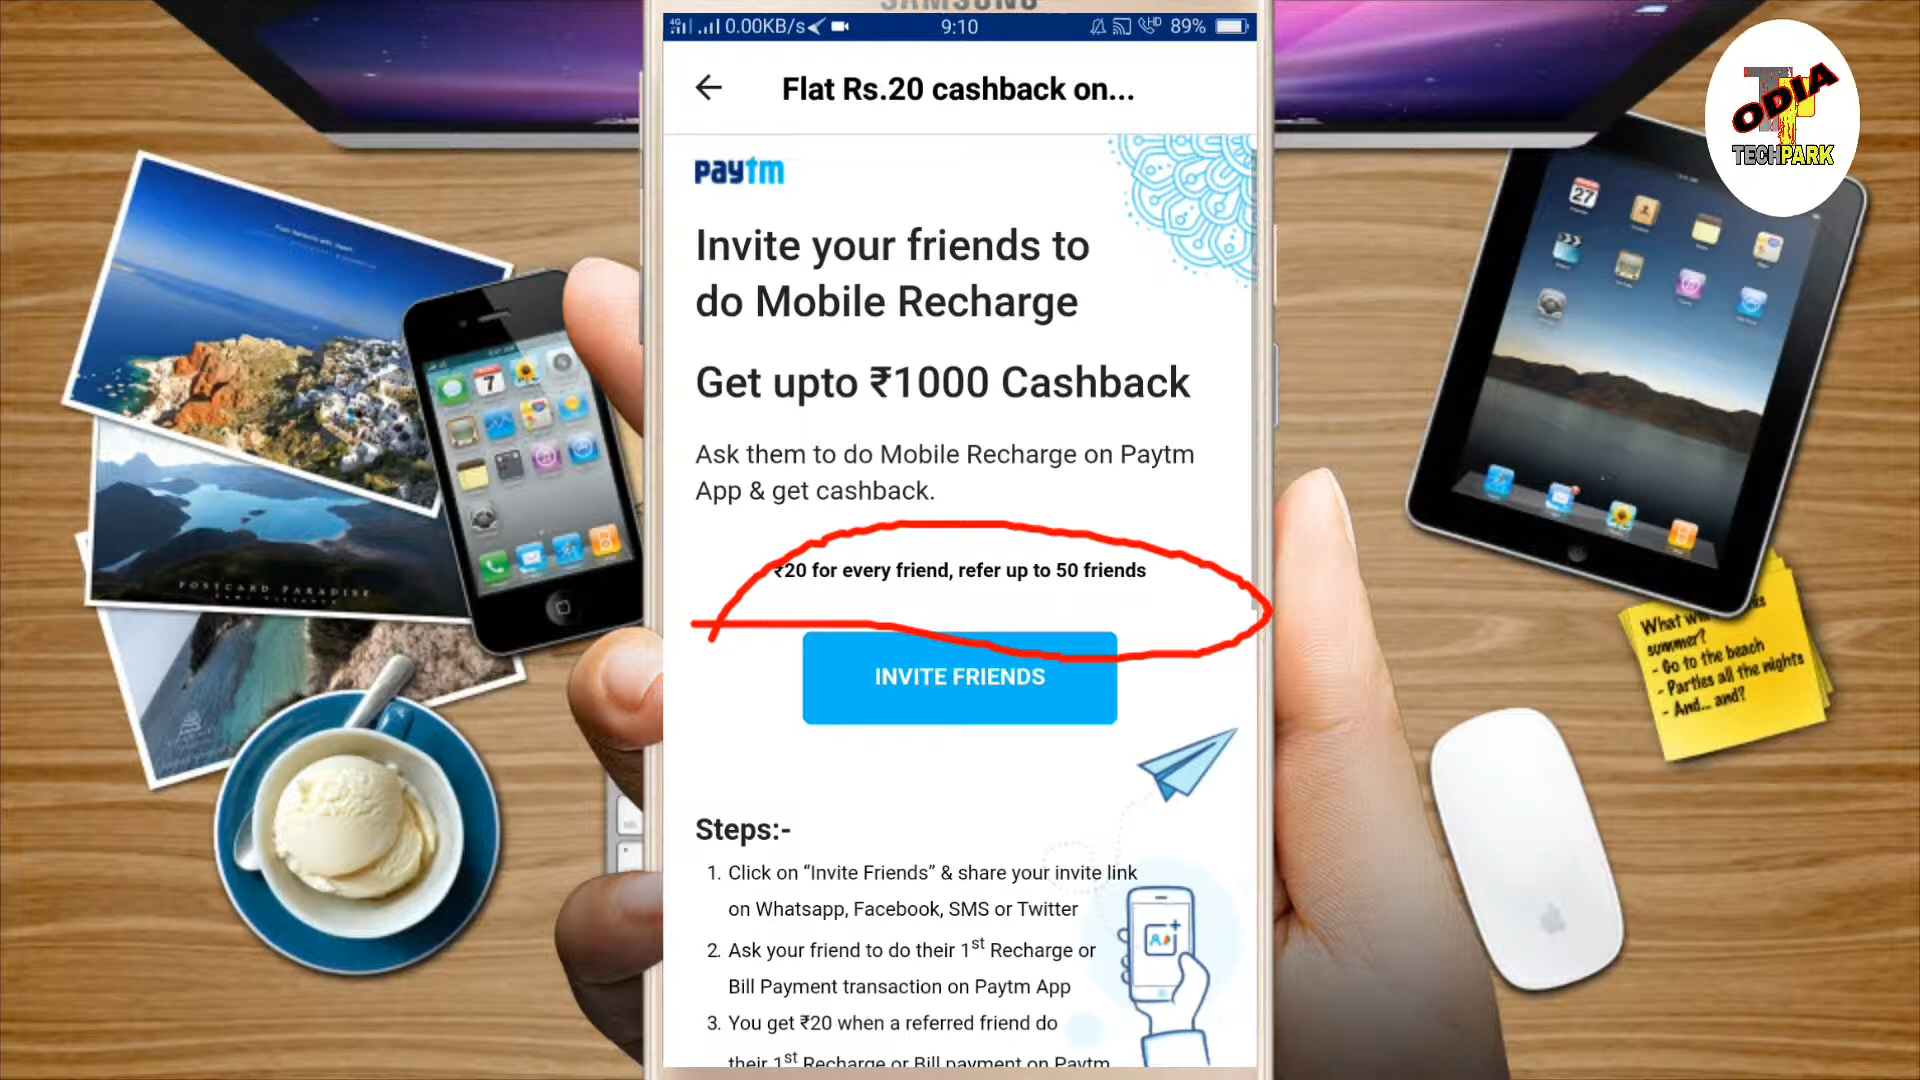 SAMSUNG
4G 0.00KB/s 9:10 HD 89%
Flat Rs.20 cashback on...
ODIA
TECHPARK
paytm
Invite your friends to
do Mobile Recharge
Get upto ₹1000 Cashback
Ask them to do Mobile Recharge on Paytm
App & get cashback.
₹20 for every friend, refer up to 50 friends
INVITE FRIENDS
Steps:-
1. Click on “Invite Friends” & share your invite link
on Whatsapp, Facebook, SMS or Twitter
2. Ask your friend to do their 1st Recharge or
Bill Payment transaction on Paytm App
3. You get ₹20 when a referred friend do
their 1st Recharge or Bill payment on Paytm
POSTCARD PARADISE
7
27
What
summer?
- Go to the beach
- Parties all the nights
- And... and?